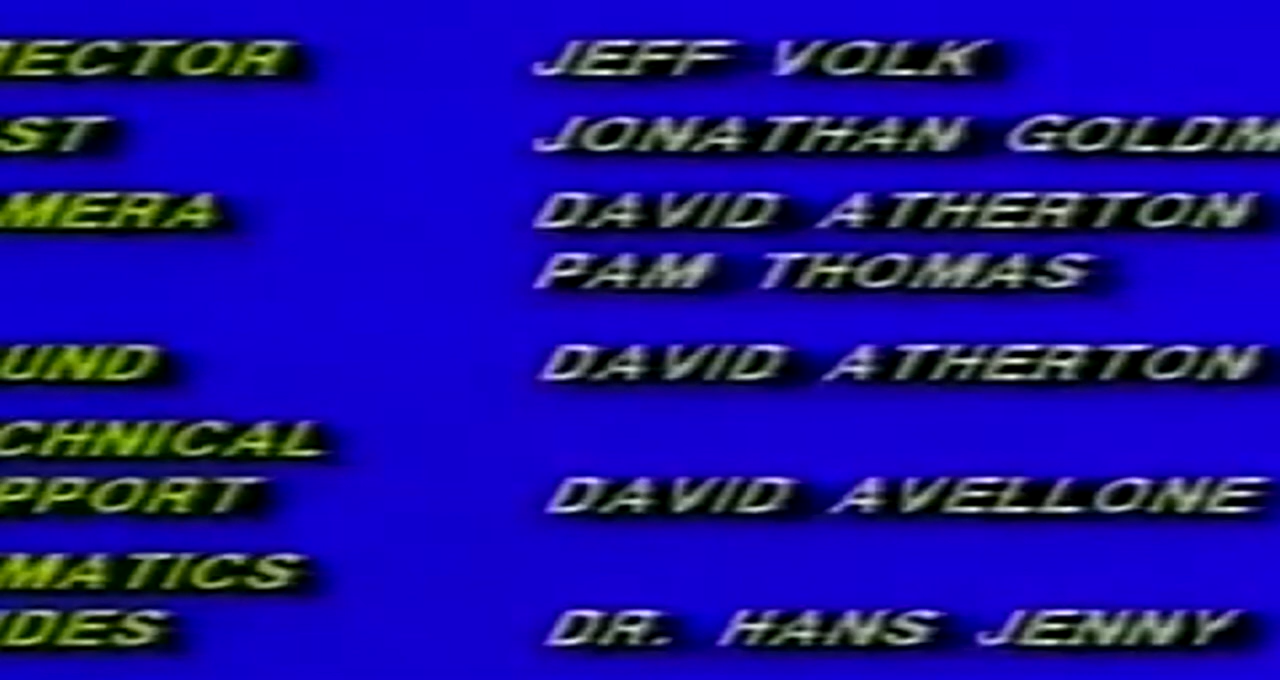 IECTOR JEFF VOLK
ST JONATHAN GOLDM
MERA DAVID ATHERTON
PAM THOMAS
UND DAVID ATHERTON
CHNICAL
PPORT DAVID AVELLONE
MATICS
DES DR. HANS JENNY